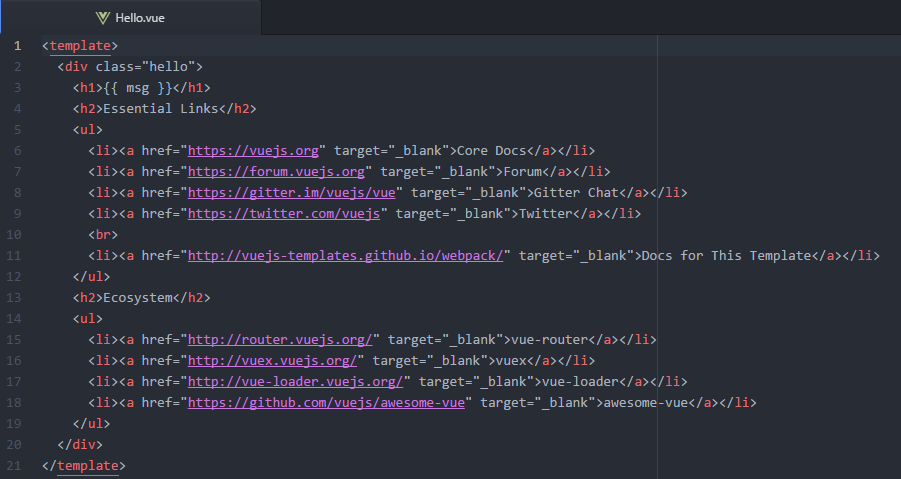 Hello.vue
1 <template>
2   <div class="hello">
3     <h1>{{ msg }}</h1>
4     <h2>Essential Links</h2>
5     <ul>
6       <li><a href="https://vuejs.org" target="_blank">Core Docs</a></li>
7       <li><a href="https://forum.vuejs.org" target="_blank">Forum</a></li>
8       <li><a href="https://gitter.im/vuejs/vue" target="_blank">Gitter Chat</a></li>
9       <li><a href="https://twitter.com/vuejs" target="_blank">Twitter</a></li>
10       <br>
11       <li><a href="http://vuejs-templates.github.io/webpack/" target="_blank">Docs for This Template</a></li>
12     </ul>
13     <h2>Ecosystem</h2>
14     <ul>
15       <li><a href="http://router.vuejs.org/" target="_blank">vue-router</a></li>
16       <li><a href="http://vuex.vuejs.org/" target="_blank">vuex</a></li>
17       <li><a href="http://vue-loader.vuejs.org/" target="_blank">vue-loader</a></li>
18       <li><a href="https://github.com/vuejs/awesome-vue" target="_blank">awesome-vue</a></li>
19     </ul>
20   </div>
21 </template>